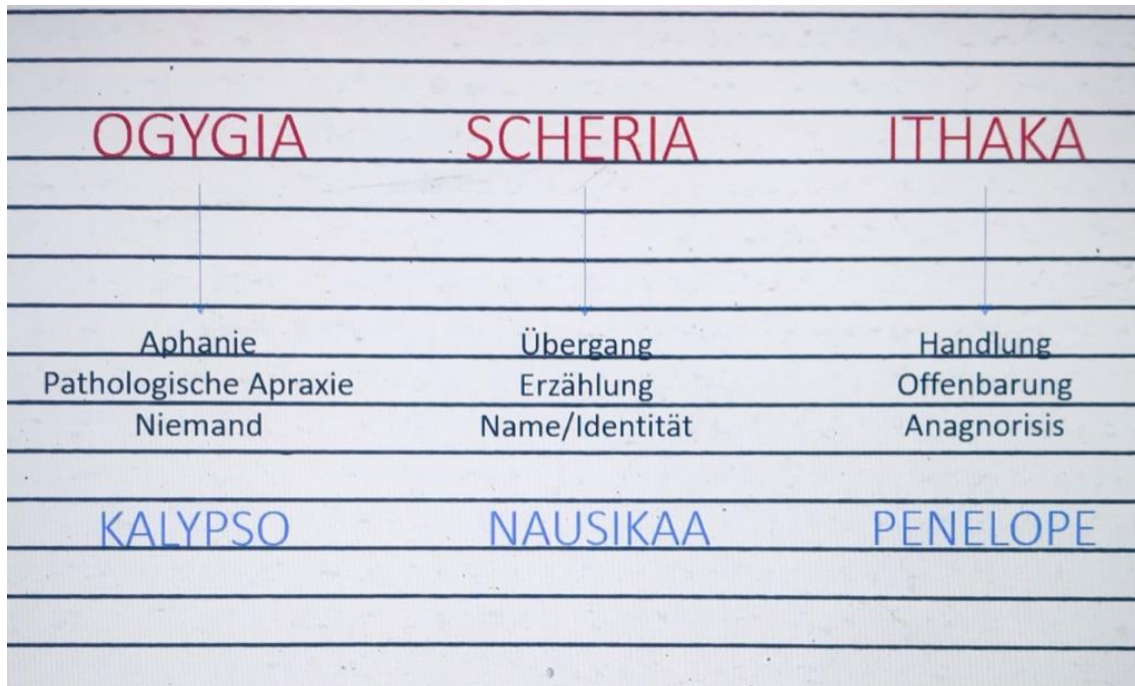 OGYGIA SCHERIA ITHAKA
Aphanie Übergang Handlung
Pathologische Apraxie Erzählung Offenbarung
Niemand Name/Identität Anagnorisis
KALYPSO NAUSIKAA PENELOPE